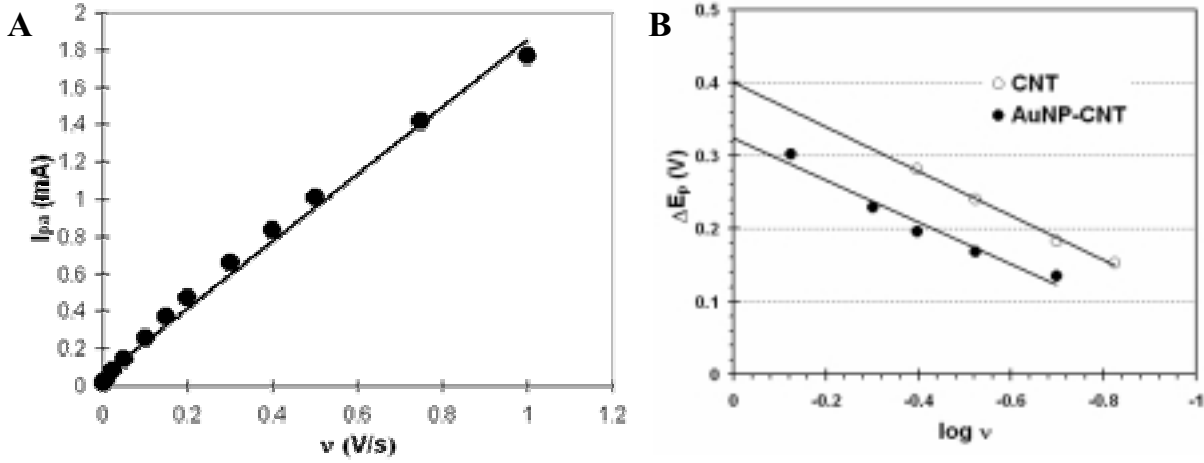 A
2
1.8
1.6
1.4
1.2
1
0.8
0.6
0.4
0.2
0
0 0.2 0.4 0.6 0.8 1 1.2
Ipa (mA)
ν (V/s)
B
0.5
0.4
0.3
0.2
0.1
0
0 -0.2 -0.4 -0.6 -0.8 -1
ΔEp (V)
log ν
CNT
AuNP-CNT